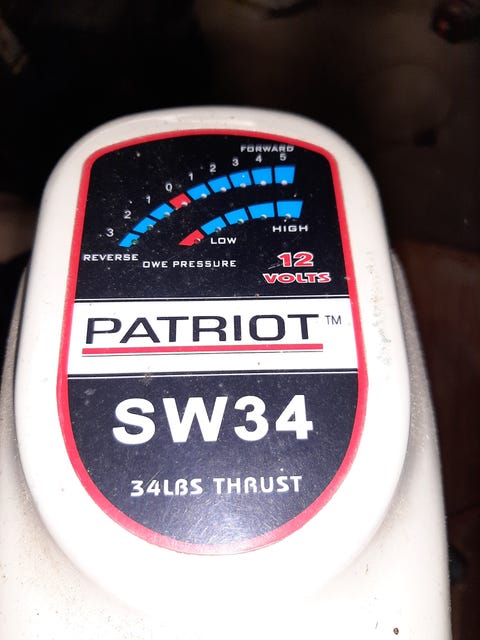 FORWARD
3 2 1 0 1 2 3 4 5
REVERSE
LOW
HIGH
OWE PRESSURE
12
VOLTS
PATRIOT™
SW34
34LBS THRUST